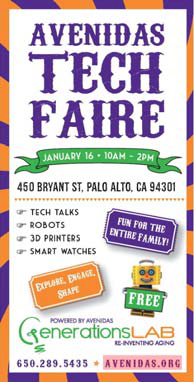 AVENIDAS
TECH
FAIRE
JANUARY 16 • 10AM - 2PM
450 BRYANT ST, PALO ALTO, CA 94301
☞ TECH TALKS
☞ ROBOTS
☞ 3D PRINTERS
☞ SMART WATCHES
FUN FOR THE
ENTIRE FAMILY!
EXPLORE, ENGAGE,
SHAPE
FREE
POWERED BY AVENIDAS
GenerationsLAB
RE-INVENTING AGING
650.289.5435 ★ AVENIDAS.ORG